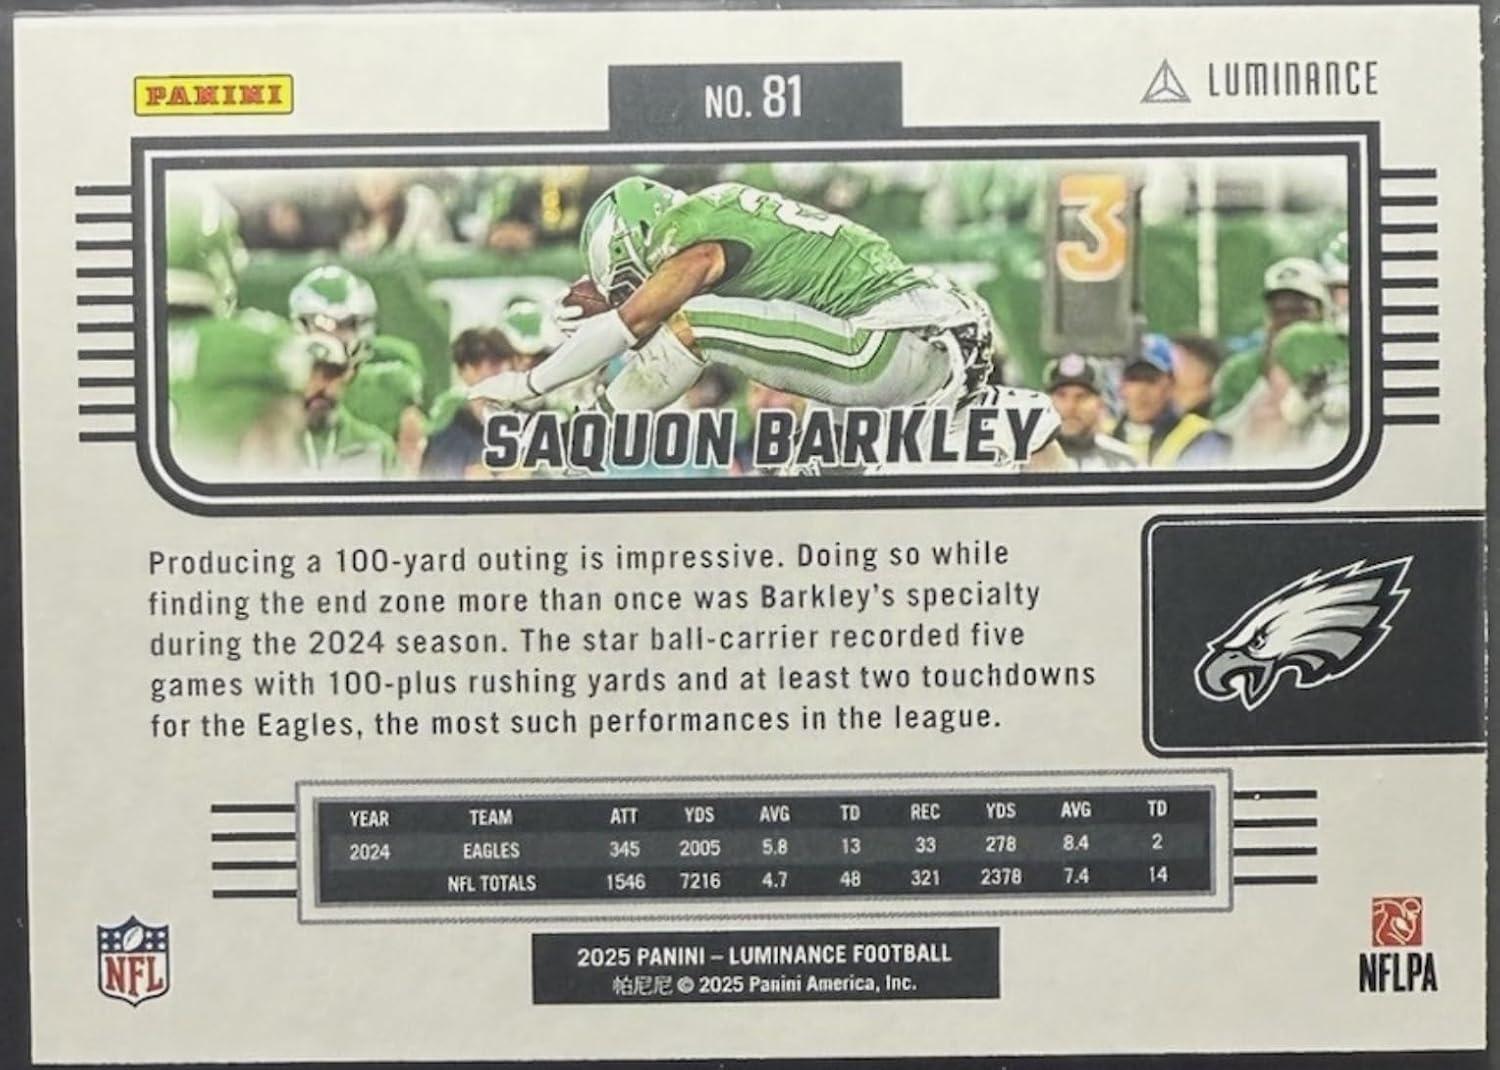 PANINI
NO. 81
LUMINANCE
3
SAQUON BARKLEY
Producing a 100-yard outing is impressive. Doing so while
finding the end zone more than once was Barkley's specialty
during the 2024 season. The star ball-carrier recorded five
games with 100-plus rushing yards and at least two touchdowns
for the Eagles, the most such performances in the league.
YEAR TEAM ATT YDS AVG TD REC YDS AVG TD
2024 EAGLES 345 2005 5.8 13 33 278 8.4 2
NFL TOTALS 1546 7216 4.7 48 321 2378 7.4 14
NFL
2025 PANINI – LUMINANCE FOOTBALL
帕尼尼 © 2025 Panini America, Inc.
NFLPA